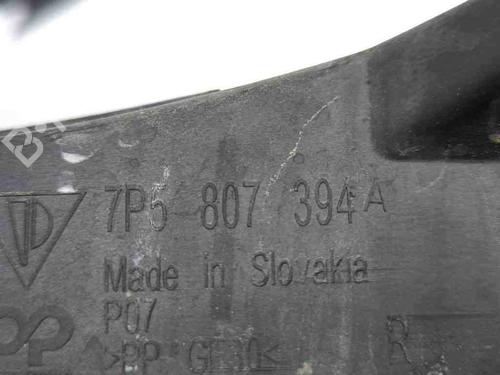 7P5 807 394 A
Made in Slovakia
P07
>PP GF30<
R